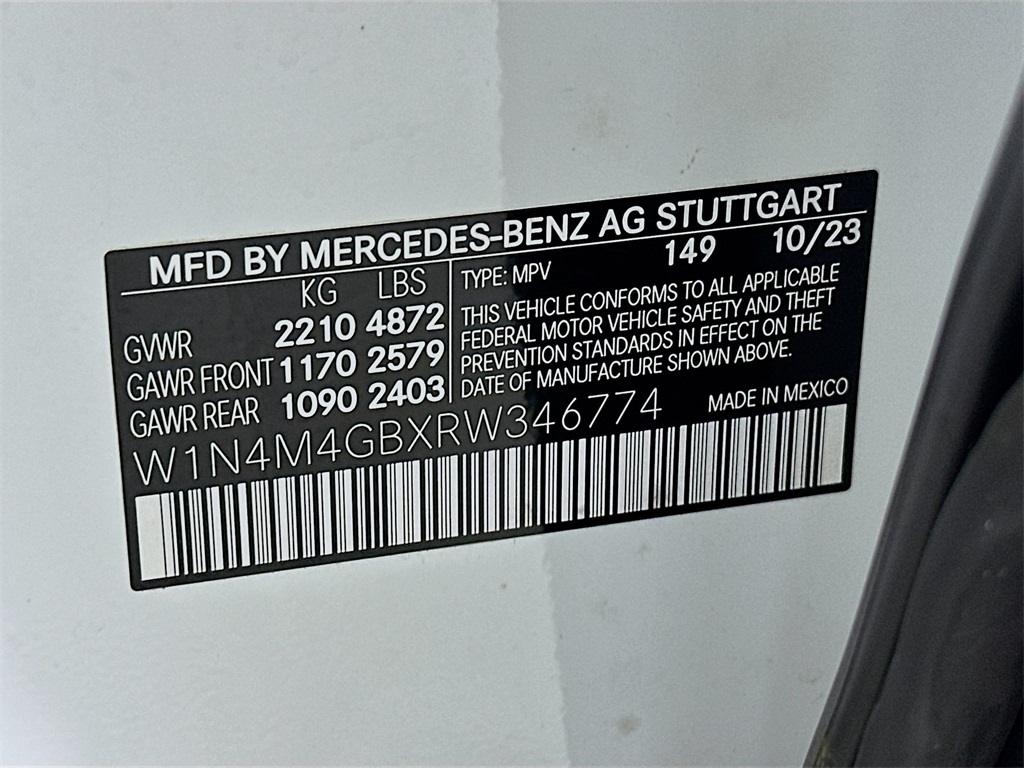 MFD BY MERCEDES-BENZ AG STUTTGART
KG LBS
GVWR 2210 4872
GAWR FRONT 1170 2579
GAWR REAR 1090 2403
149 10/23
TYPE: MPV
THIS VEHICLE CONFORMS TO ALL APPLICABLE
FEDERAL MOTOR VEHICLE SAFETY AND THEFT
PREVENTION STANDARDS IN EFFECT ON THE
DATE OF MANUFACTURE SHOWN ABOVE.
W1N4M4GBXRW346774
MADE IN MEXICO